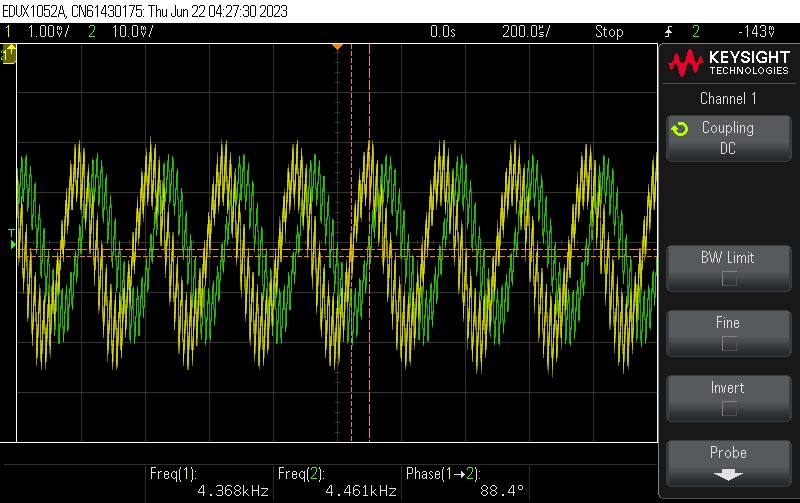 EDUX1052A, CN61430175: Thu Jun 22 04:27:30 2023
1 1.00V/ 2 10.0V/ 0.0s 200.0s/ Stop 2 -143V
KEYSIGHT
TECHNOLOGIES
Channel 1
Coupling
DC
BW Limit
Fine
Invert
Probe
T
Freq(1): Freq(2): Phase(1→2):
4.368kHz 4.461kHz 88.4°